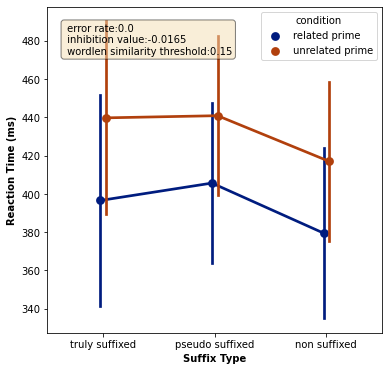 error rate:0.0
inhibition value:-0.0165
wordlen similarity threshold:0.15
condition
related prime
unrelated prime
480
460
440
420
400
380
360
340
Reaction Time (ms)
truly suffixed
pseudo suffixed
non suffixed
Suffix Type